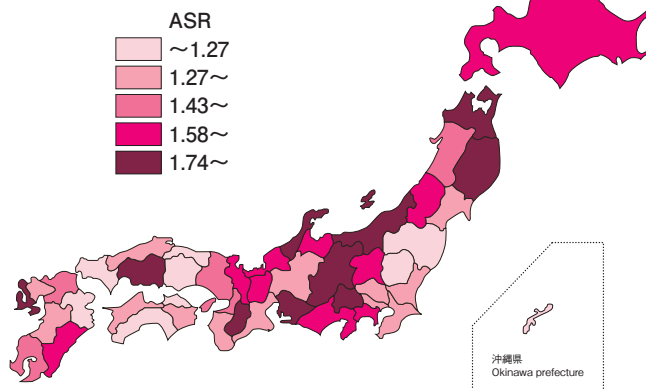 ASR
～1.27
1.27～
1.43～
1.58～
1.74～
沖縄県
Okinawa prefecture